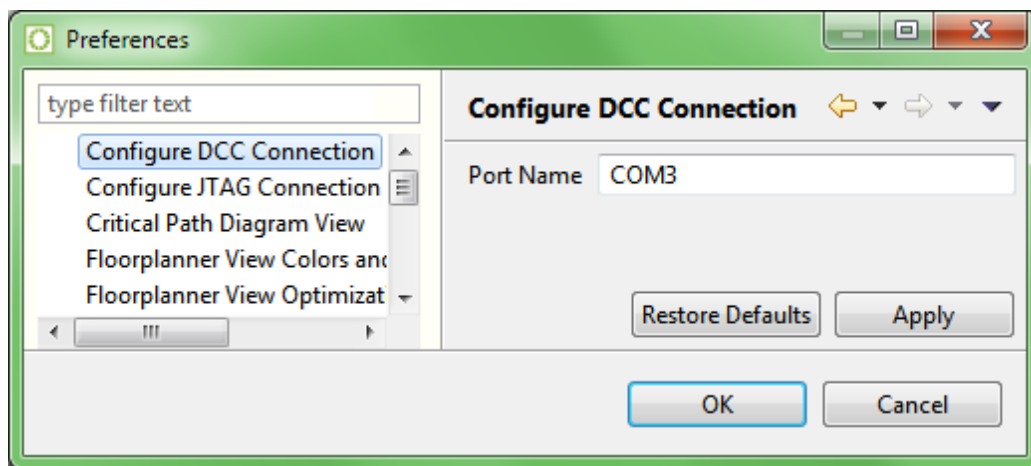 Preferences
type filter text
Configure DCC Connection
Configure JTAG Connection
Critical Path Diagram View
Floorplanner View Colors and
Floorplanner View Optimizat
Configure DCC Connection
Port Name COM3
Restore Defaults Apply
OK Cancel